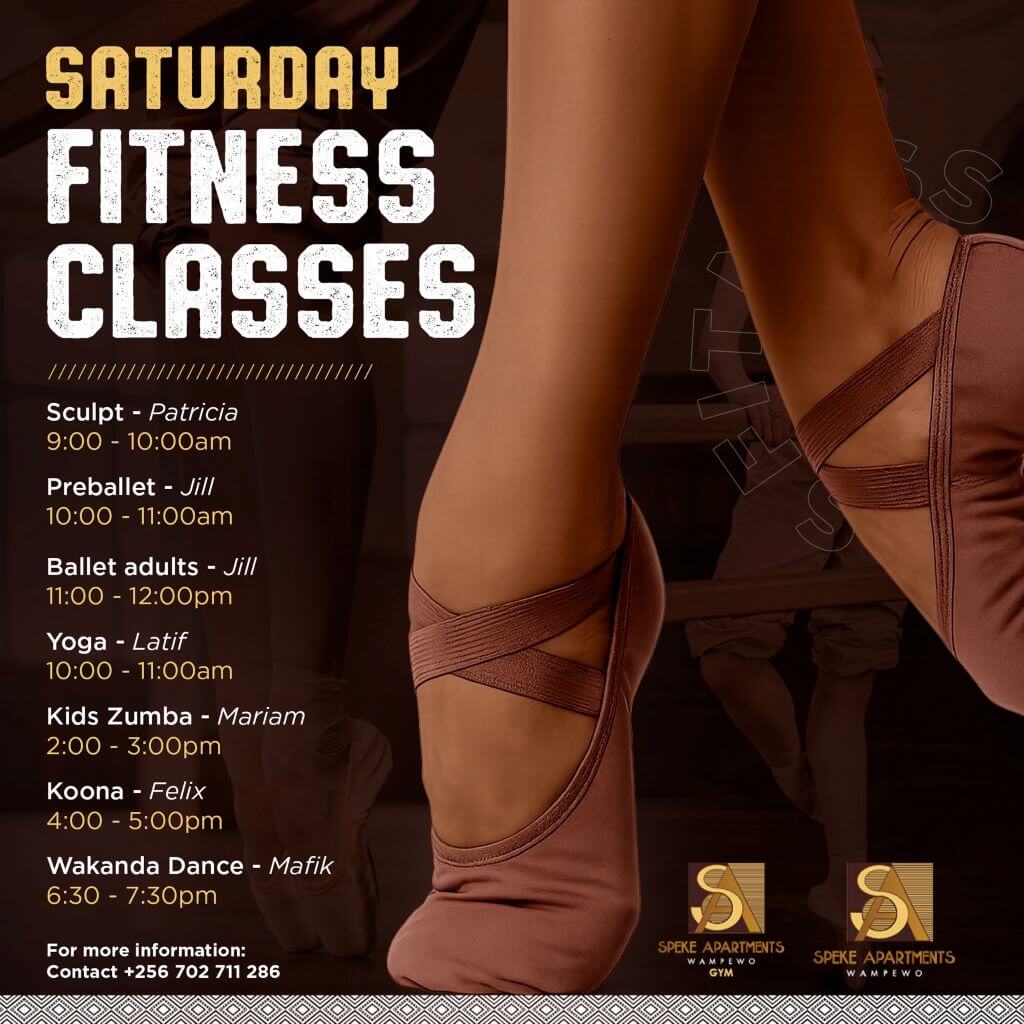 SATURDAY
FITNESS
CLASSES
Sculpt - Patricia
9:00 - 10:00am
Preballet - Jill
10:00 - 11:00am
Ballet adults - Jill
11:00 - 12:00pm
Yoga - Latif
10:00 - 11:00am
Kids Zumba - Mariam
2:00 - 3:00pm
Koona - Felix
4:00 - 5:00pm
Wakanda Dance - Mafik
6:30 - 7:30pm
For more information:
Contact +256 702 711 286
SA
SPEKE APARTMENTS
WAMPEWO
GYM
SA
SPEKE APARTMENTS
WAMPEWO